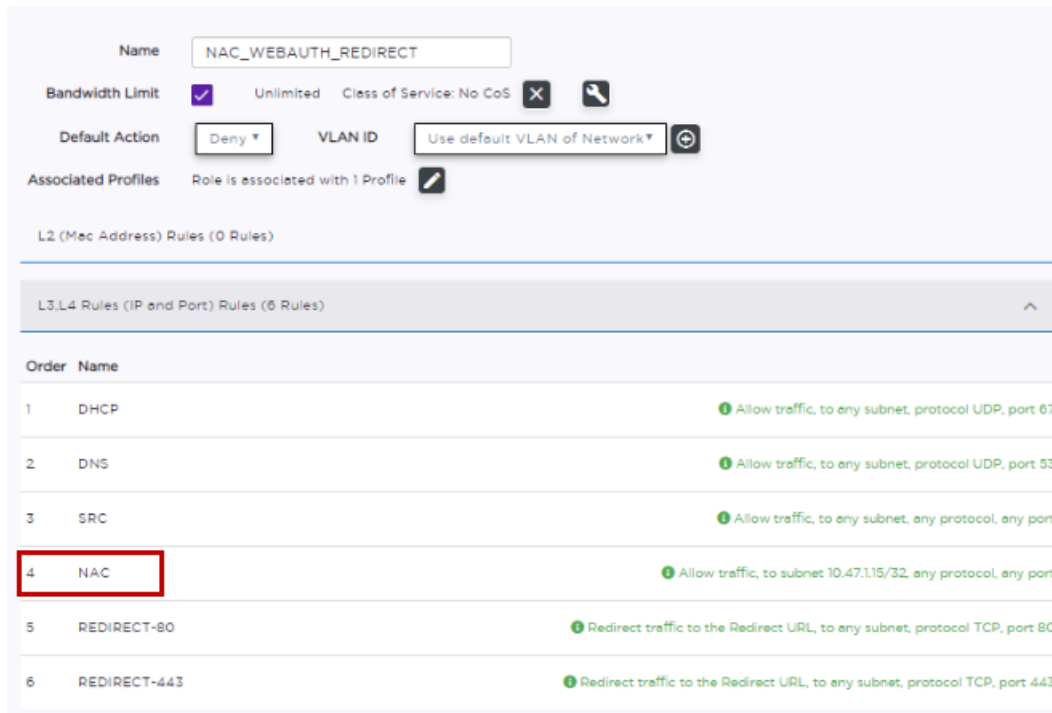 Name NAC_WEBAUTH_REDIRECT
Bandwidth Limit Unlimited Class of Service: No CoS
Default Action Deny VLAN ID Use default VLAN of Network
Associated Profiles Role is associated with 1 Profile
L2 (Mac Address) Rules (0 Rules)
L3,L4 Rules (IP and Port) Rules (6 Rules)
Order Name
1 DHCP Allow traffic, to any subnet, protocol UDP, port 67
2 DNS Allow traffic, to any subnet, protocol UDP, port 53
3 SRC Allow traffic, to any subnet, any protocol, any port
4 NAC Allow traffic, to subnet 10.47.1.15/32, any protocol, any port
5 REDIRECT-80 Redirect traffic to the Redirect URL, to any subnet, protocol TCP, port 80
6 REDIRECT-443 Redirect traffic to the Redirect URL, to any subnet, protocol TCP, port 443